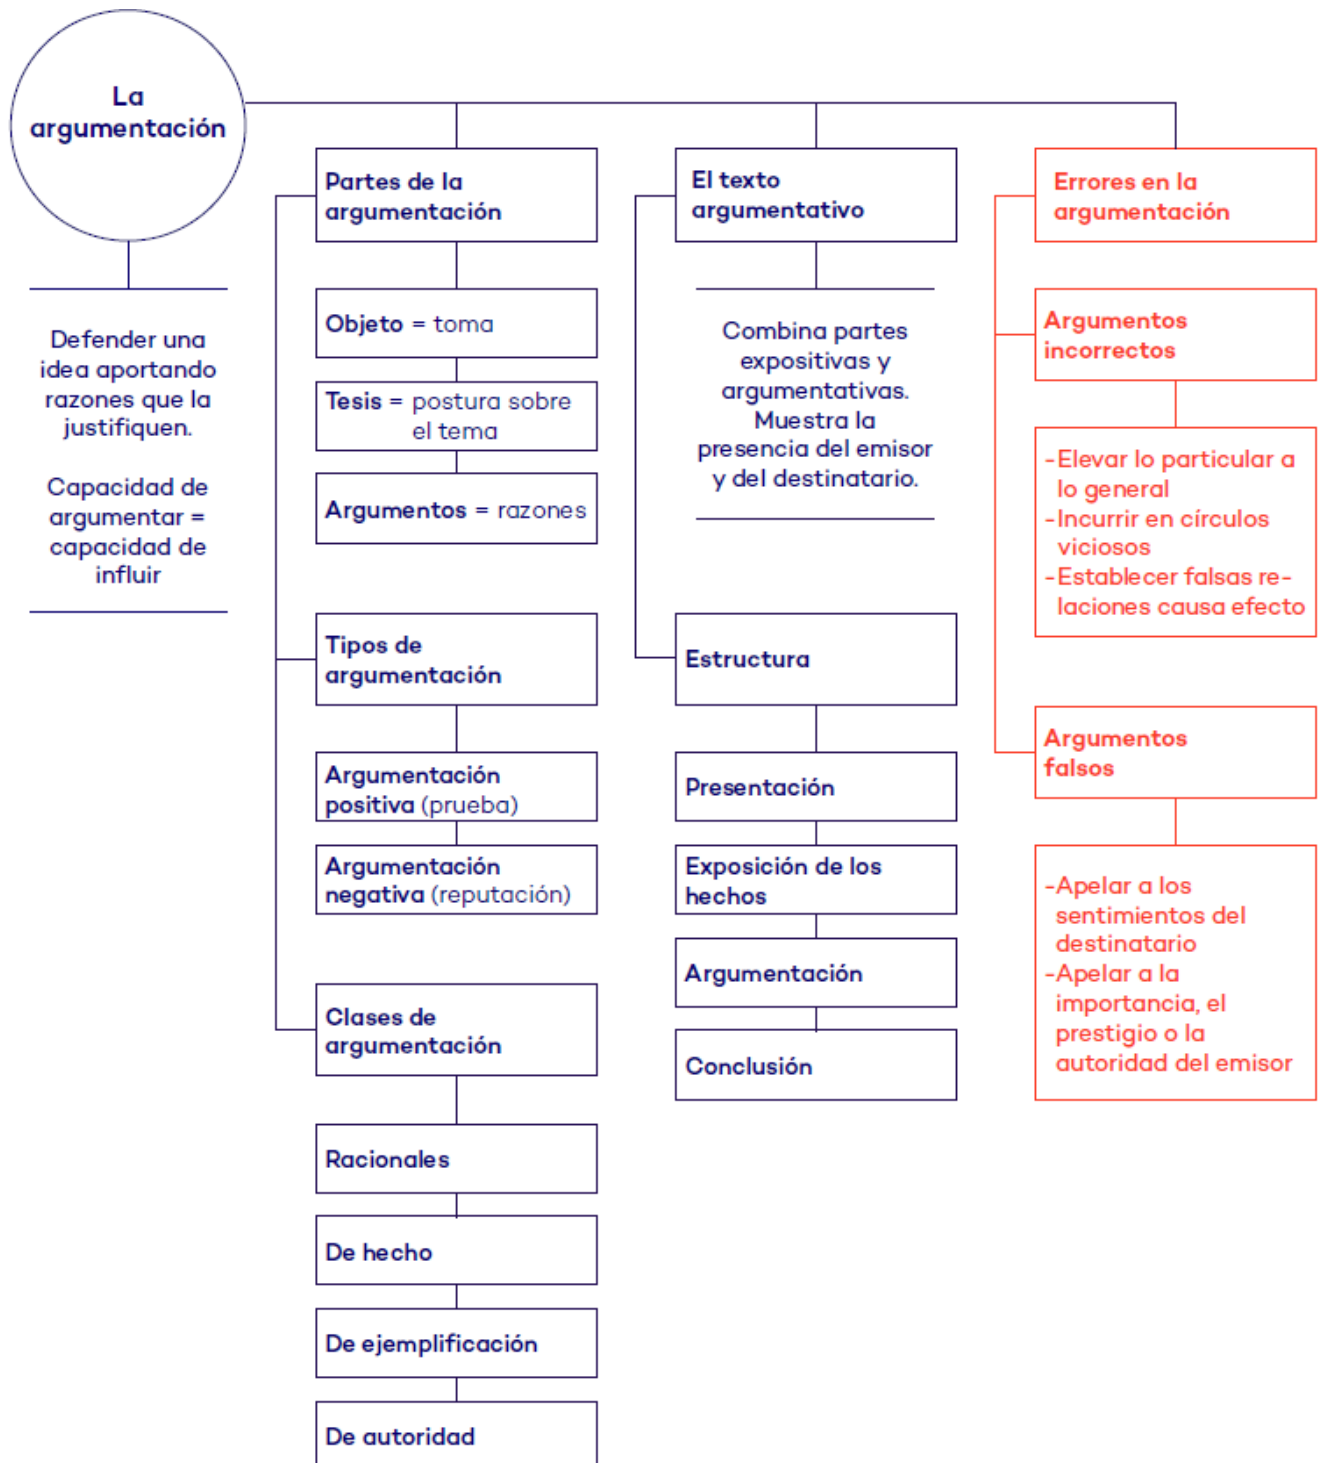 La
argumentación
Defender una
idea aportando
razones que la
justifiquen.
Capacidad de
argumentar =
capacidad de
influir
Partes de la
argumentación
Objeto = toma
Tesis = postura sobre
el tema
Argumentos = razones
Tipos de
argumentación
Argumentación
positiva (prueba)
Argumentación
negativa (reputación)
Clases de
argumentación
Racionales
De hecho
De ejemplificación
De autoridad
El texto
argumentativo
Combina partes
expositivas y
argumentativas.
Muestra la
presencia del emisor
y del destinatario.
Estructura
Presentación
Exposición de los
hechos
Argumentación
Conclusión
Errores en la
argumentación
Argumentos
incorrectos
-Elevar lo particular a
lo general
-Incurrir en círculos
viciosos
-Establecer falsas re-
laciones causa efecto
Argumentos
falsos
-Apelar a los
sentimientos del
destinatario
-Apelar a la
importancia, el
prestigio o la
autoridad del emisor